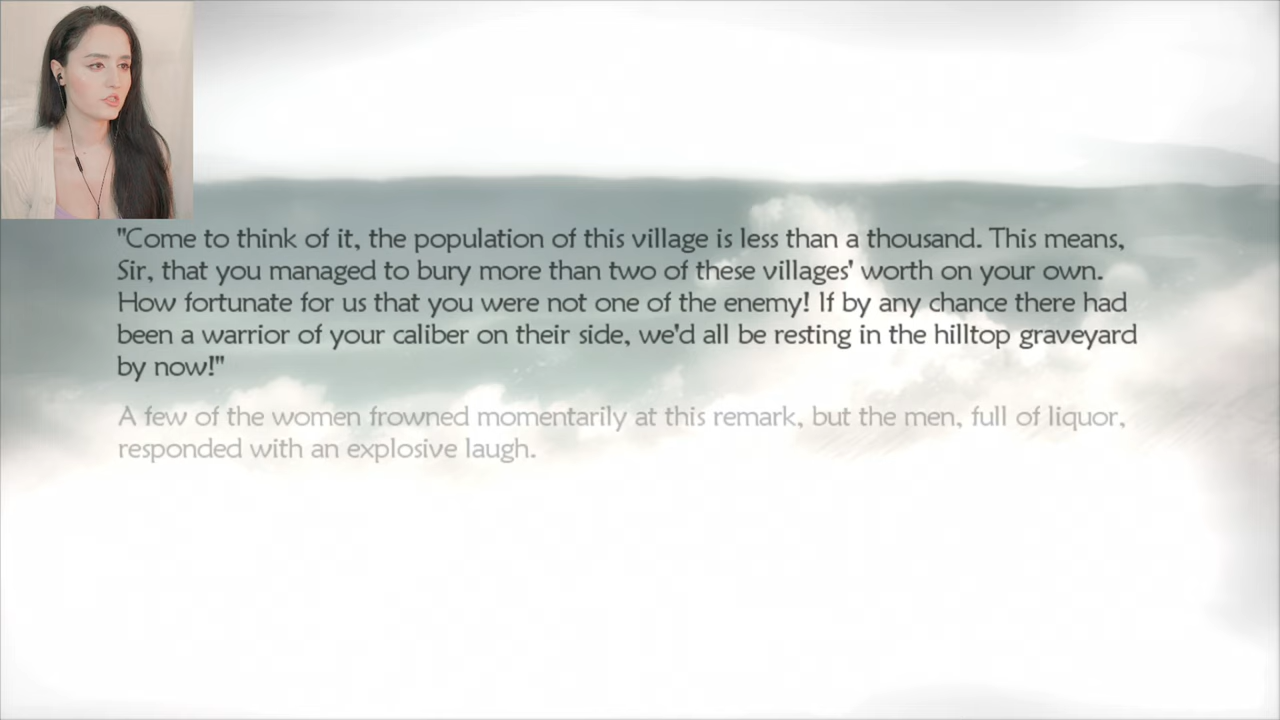 "Come to think of it, the population of this village is less than a thousand. This means,
Sir, that you managed to bury more than two of these villages' worth on your own.
How fortunate for us that you were not one of the enemy! If by any chance there had
been a warrior of your caliber on their side, we'd all be resting in the hilltop graveyard
by now!"
A few of the women frowned momentarily at this remark, but the men, full of liquor,
responded with an explosive laugh.